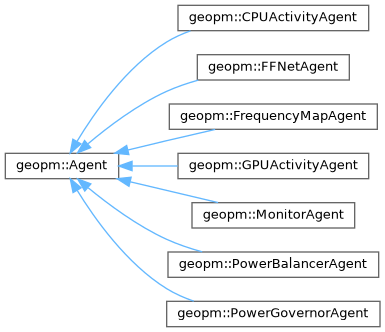 geopm::CPUActivityAgent
geopm::FFNetAgent
geopm::FrequencyMapAgent
geopm::Agent
geopm::GPUActivityAgent
geopm::MonitorAgent
geopm::PowerBalancerAgent
geopm::PowerGovernorAgent